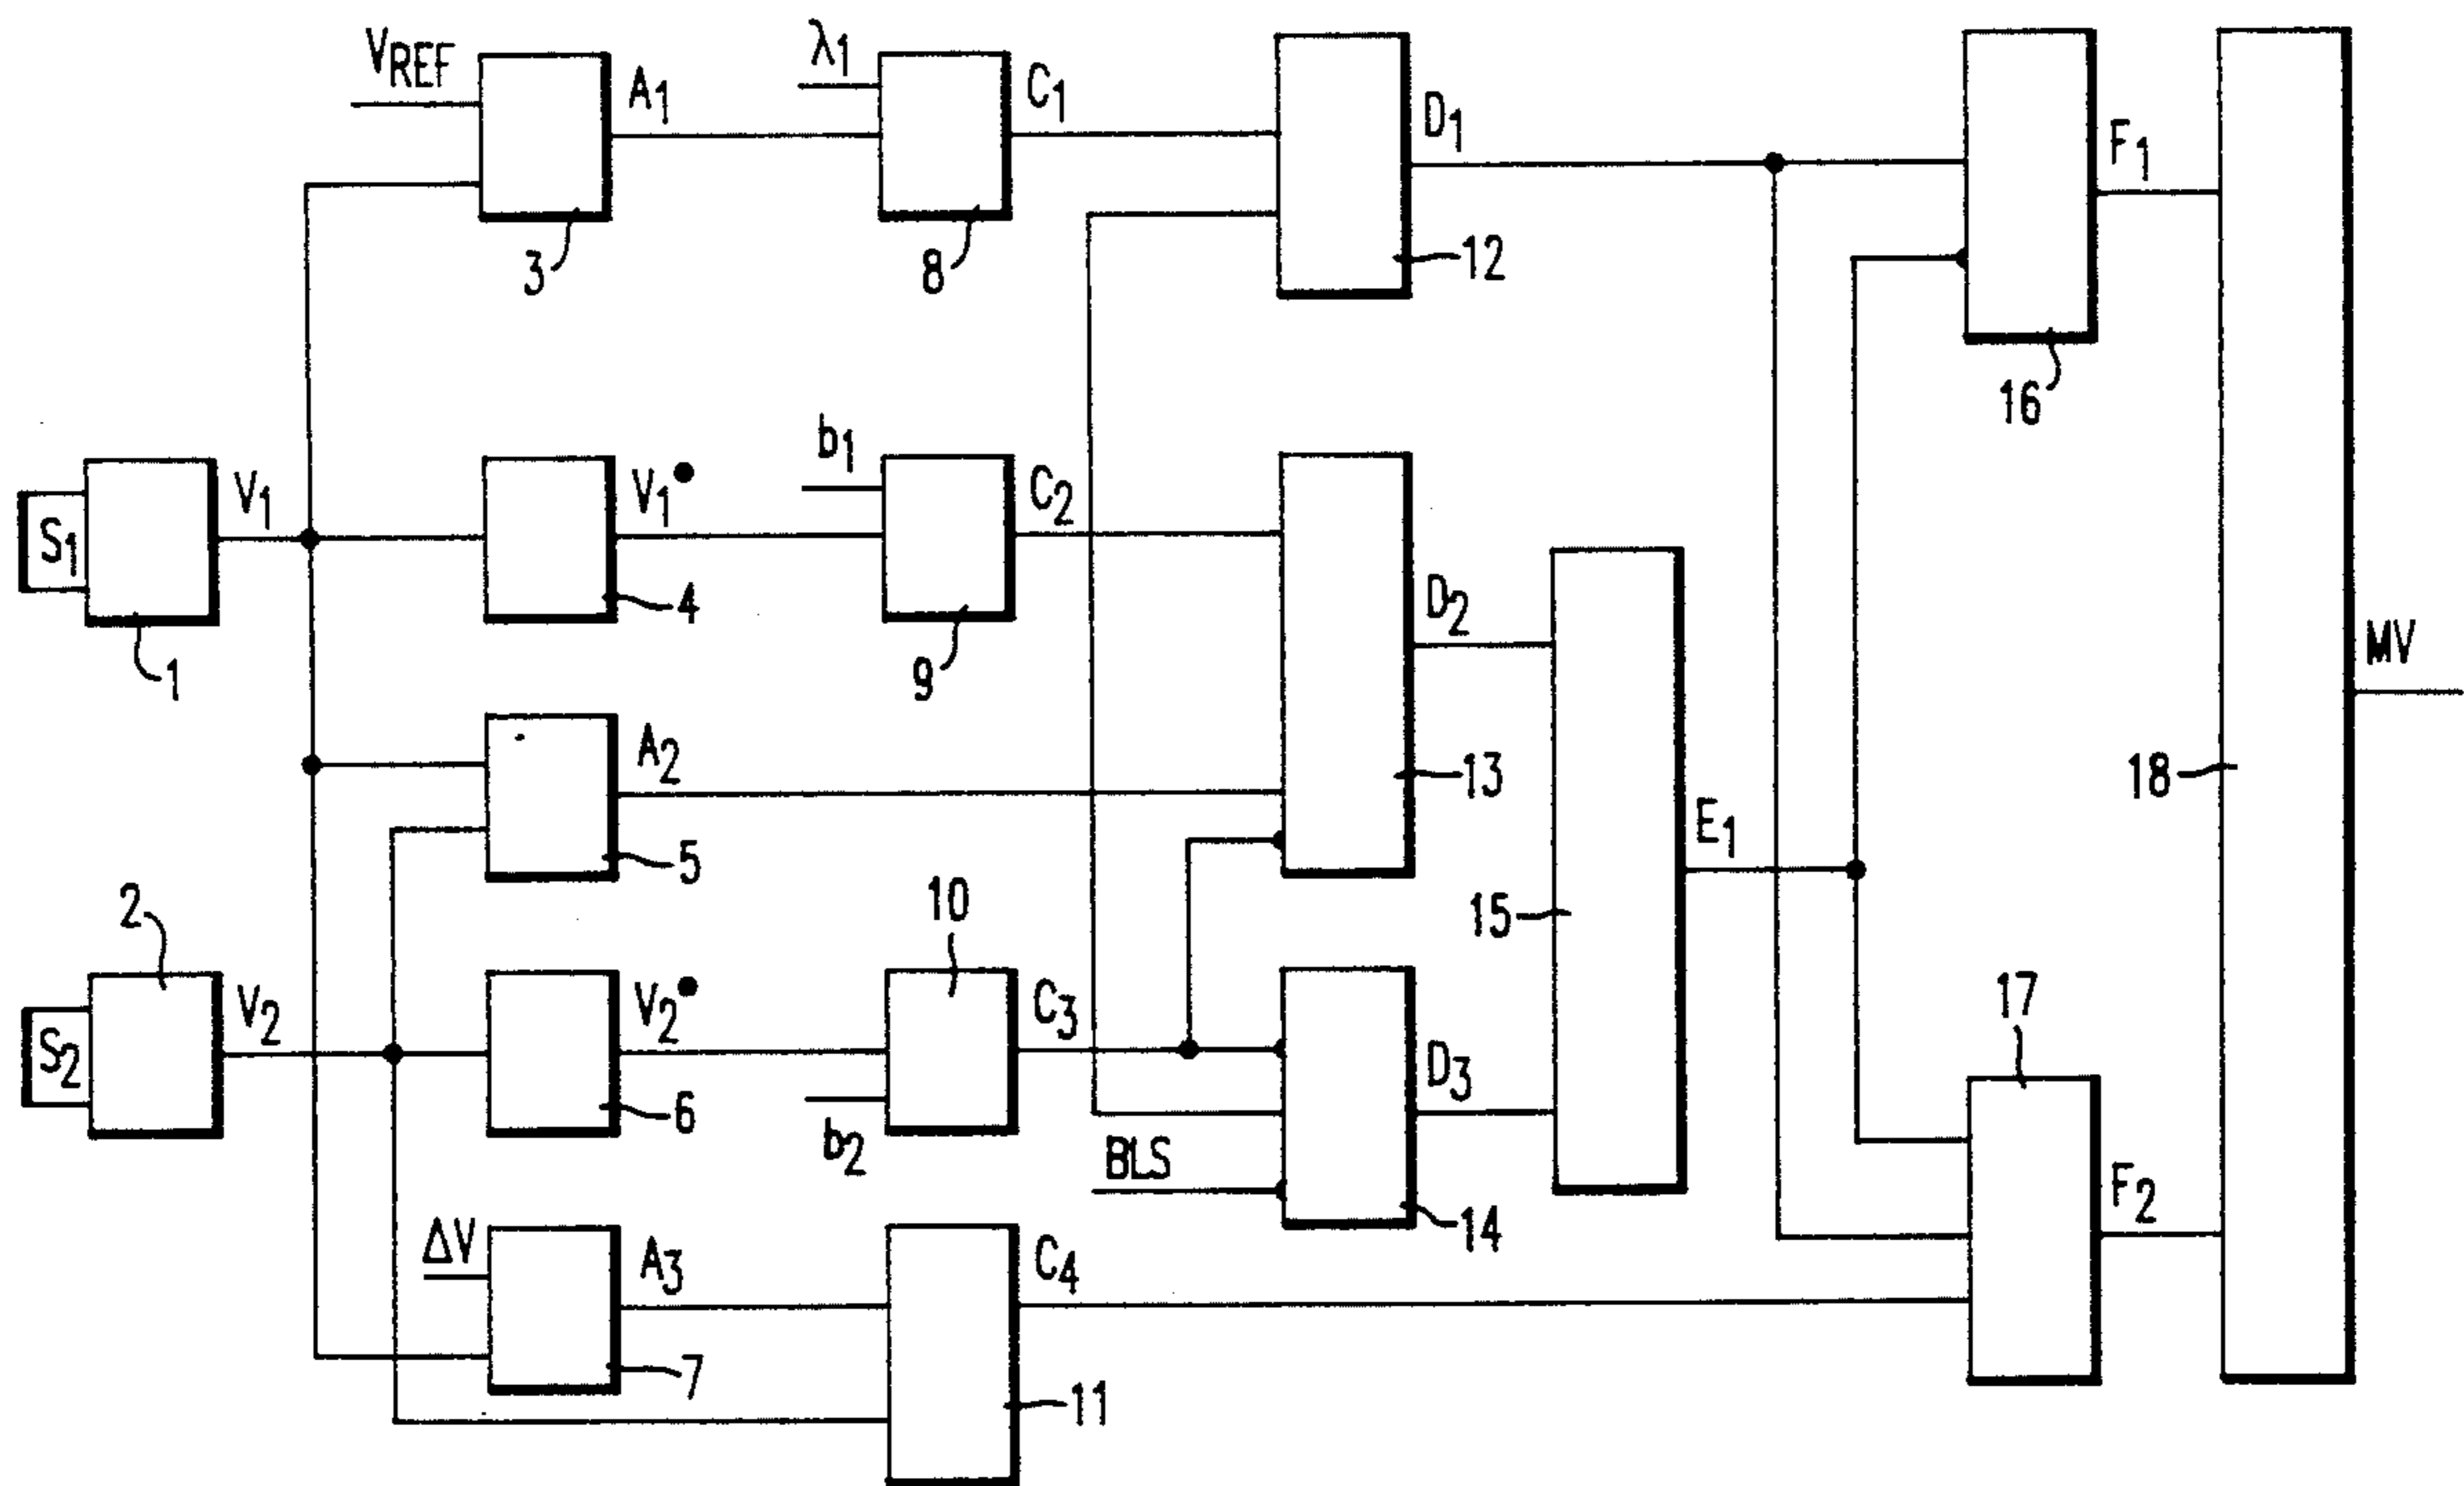 V_REF
A₁
λ₁
C₁
D₁
F₁
3
8
12
16
S₁
V₁
V₁•
b₁
C₂
D₂
1
4
9
A₂
5
13
15
E₁
18
MV
2
S₂
V₂
V₂•
10
C₃
D₃
17
6
b₂
BLS
14
F₂
ΔV
A₃
C₄
7
11